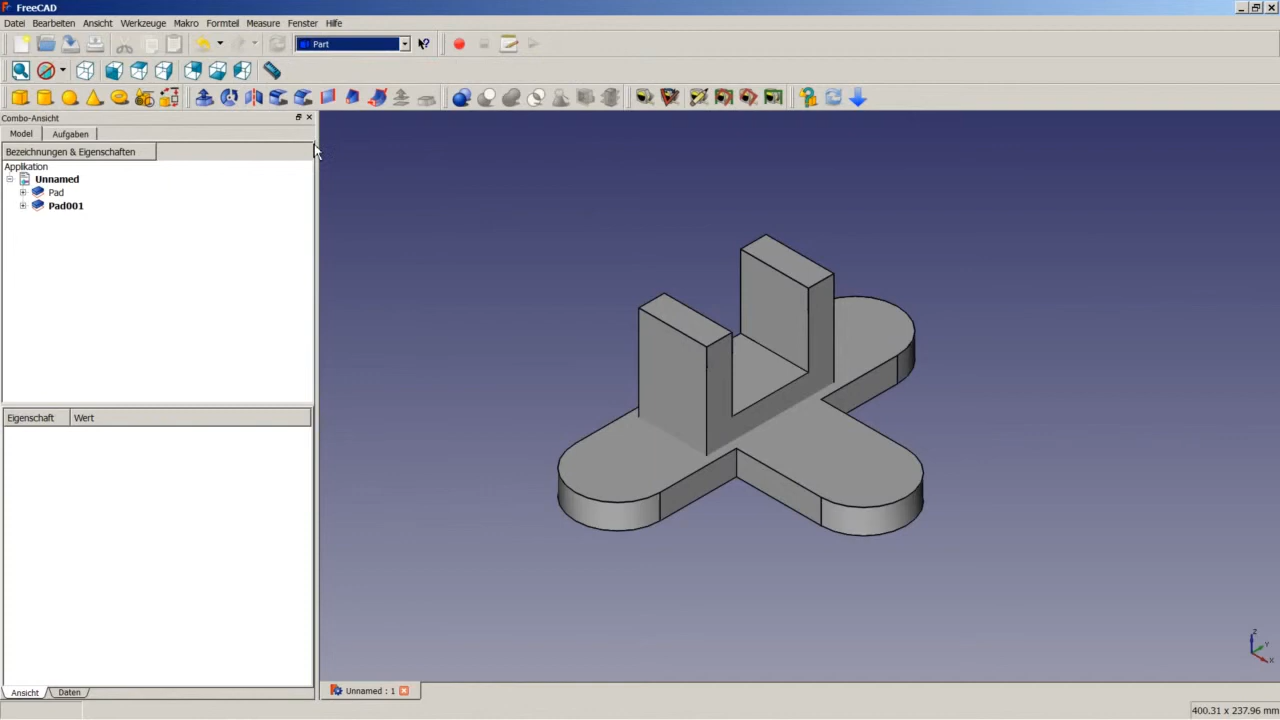 FreeCAD
Datei Bearbeiten Ansicht Werkzeuge Makro Formteil Measure Fenster Hilfe
Part
Combo-Ansicht
Model Aufgaben
Bezeichnungen & Eigenschaften
Applikation
Unnamed
Pad
Pad001
Eigenschaft Wert
Ansicht Daten
Unnamed : 1
Z
Y
X
400.31 x 237.96 mm